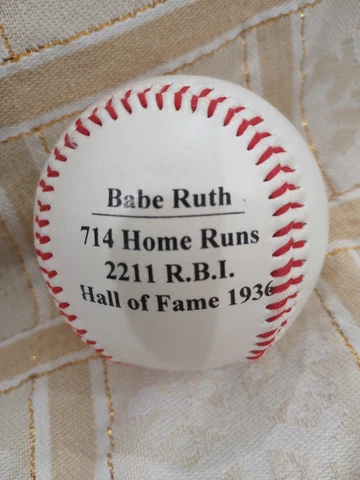 Babe Ruth
714 Home Runs
2211 R.B.I.
Hall of Fame 1936